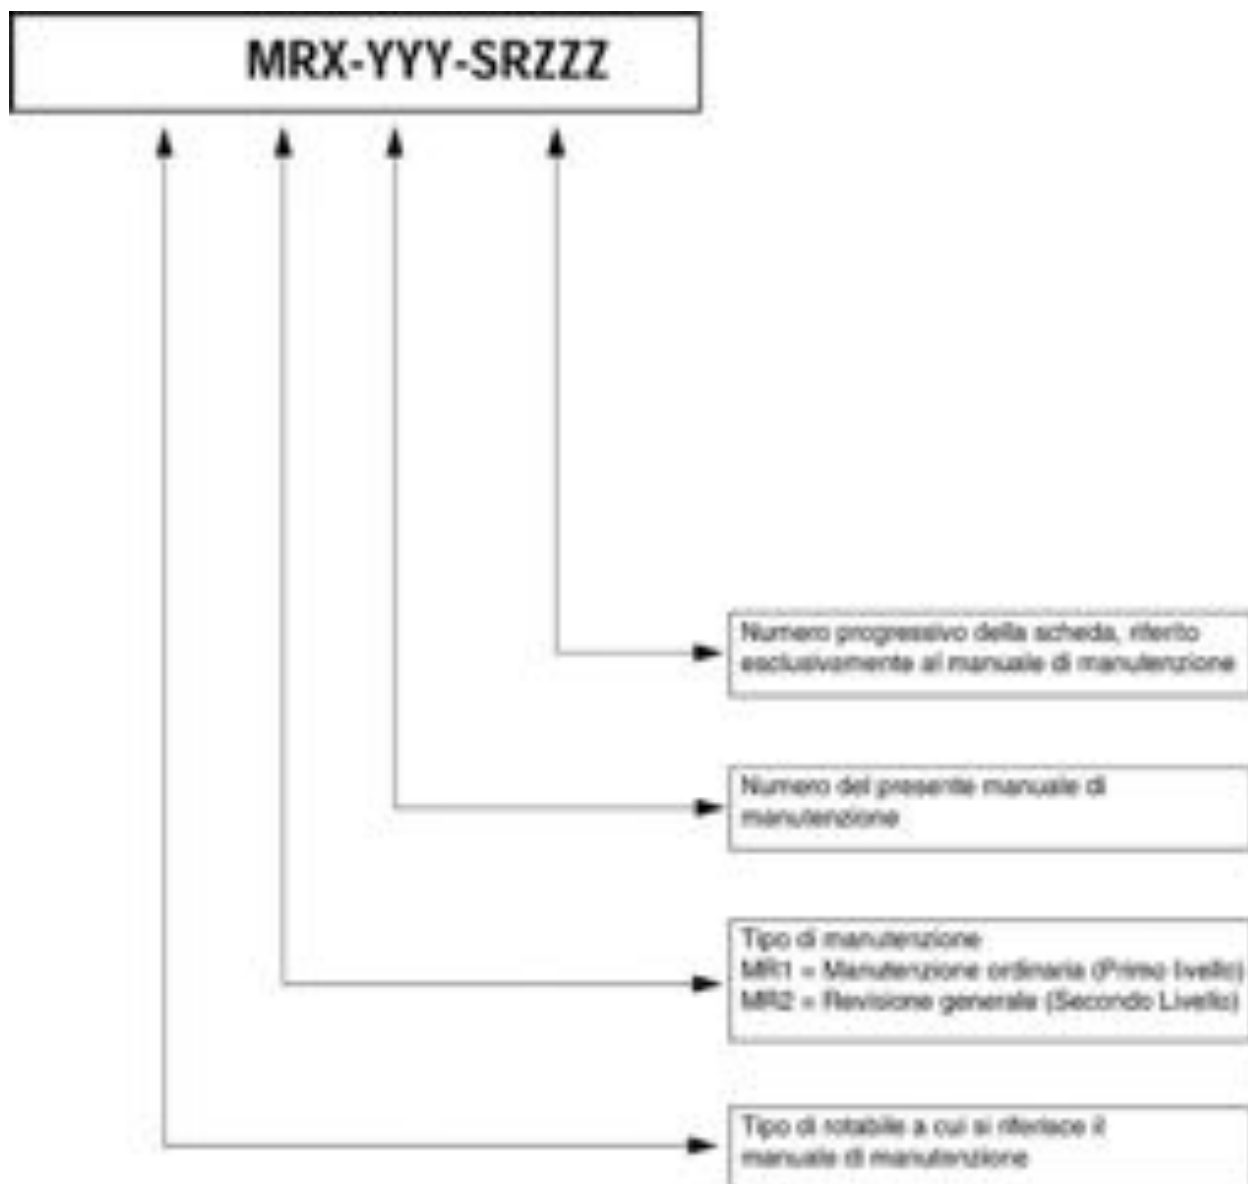 MRX-YYY-SRZZZ
Numero progressivo della scheda, riferito
esclusivamente al manuale di manutenzione
Numero del presente manuale di
manutenzione
Tipo di manutenzione
MR1 = Manutenzione ordinaria (Primo livello)
MR2 = Revisione generale (Secondo Livello)
Tipo di rotabile a cui si riferisce il
manuale di manutenzione